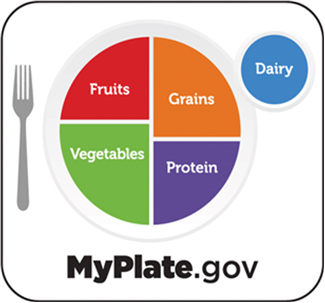 Fruits
Grains
Dairy
Vegetables
Protein
MyPlate.gov